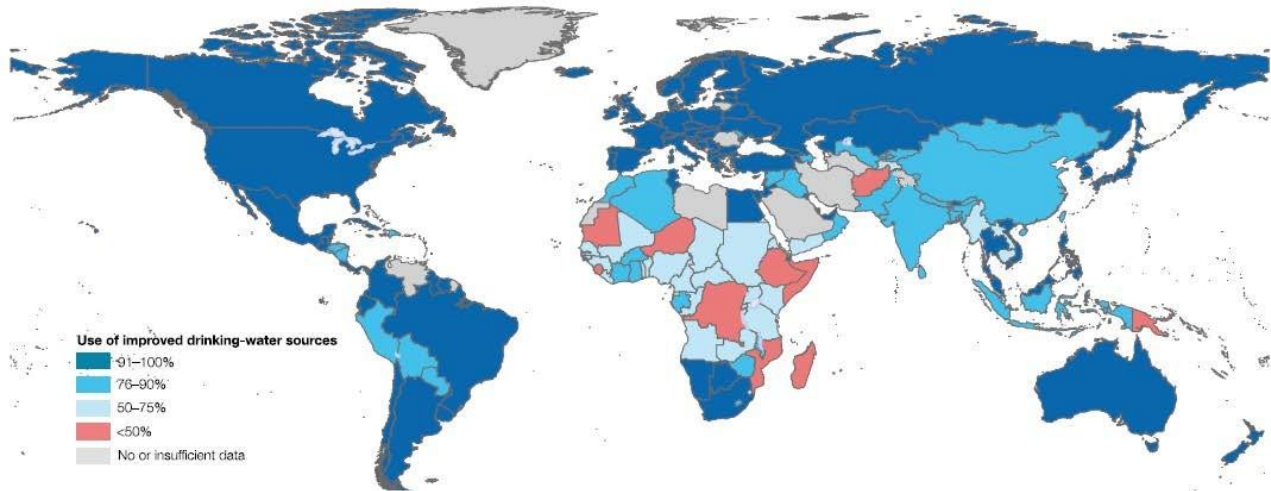 Use of improved drinking-water sources
91–100%
76–90%
50–75%
<50%
No or insufficient data